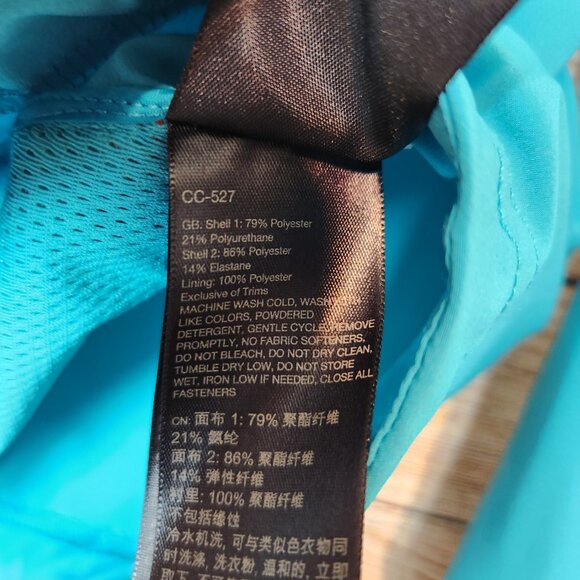 CC-527
GB: Shell 1: 79% Polyester
21% Polyurethane
Shell 2: 86% Polyester
14% Elastane
Lining: 100% Polyester
Exclusive of Trims
MACHINE WASH COLD, WASH
LIKE COLORS, POWDERED
DETERGENT, GENTLE CYCLE, REMOVE
PROMPTLY, NO FABRIC SOFTENERS,
DO NOT BLEACH, DO NOT DRY CLEAN,
TUMBLE DRY LOW, DO NOT STORE
WET, IRON LOW IF NEEDED, CLOSE ALL
FASTENERS
CN: 面布 1: 79% 聚酯纤维
21% 氨纶
面布 2: 86% 聚酯纤维
14% 弹性纤维
衬里: 100% 聚酯纤维
不包括缘饰
冷水机洗, 可与类似色衣物同
时洗涤, 洗衣粉, 温和的, 立即